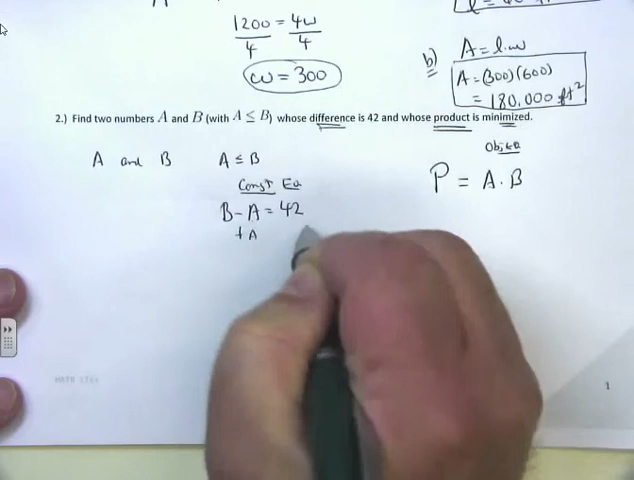 1200 = 4w
4 4
w = 300
b) A = l·w
A = (300)(600)
= 180,000 ft²
2.) Find two numbers A and B (with A ≤ B) whose difference is 42 and whose product is minimized.
A and B A ≤ B
Const Eq
B - A = 42
+ A
Obj Eq
P = A · B
1